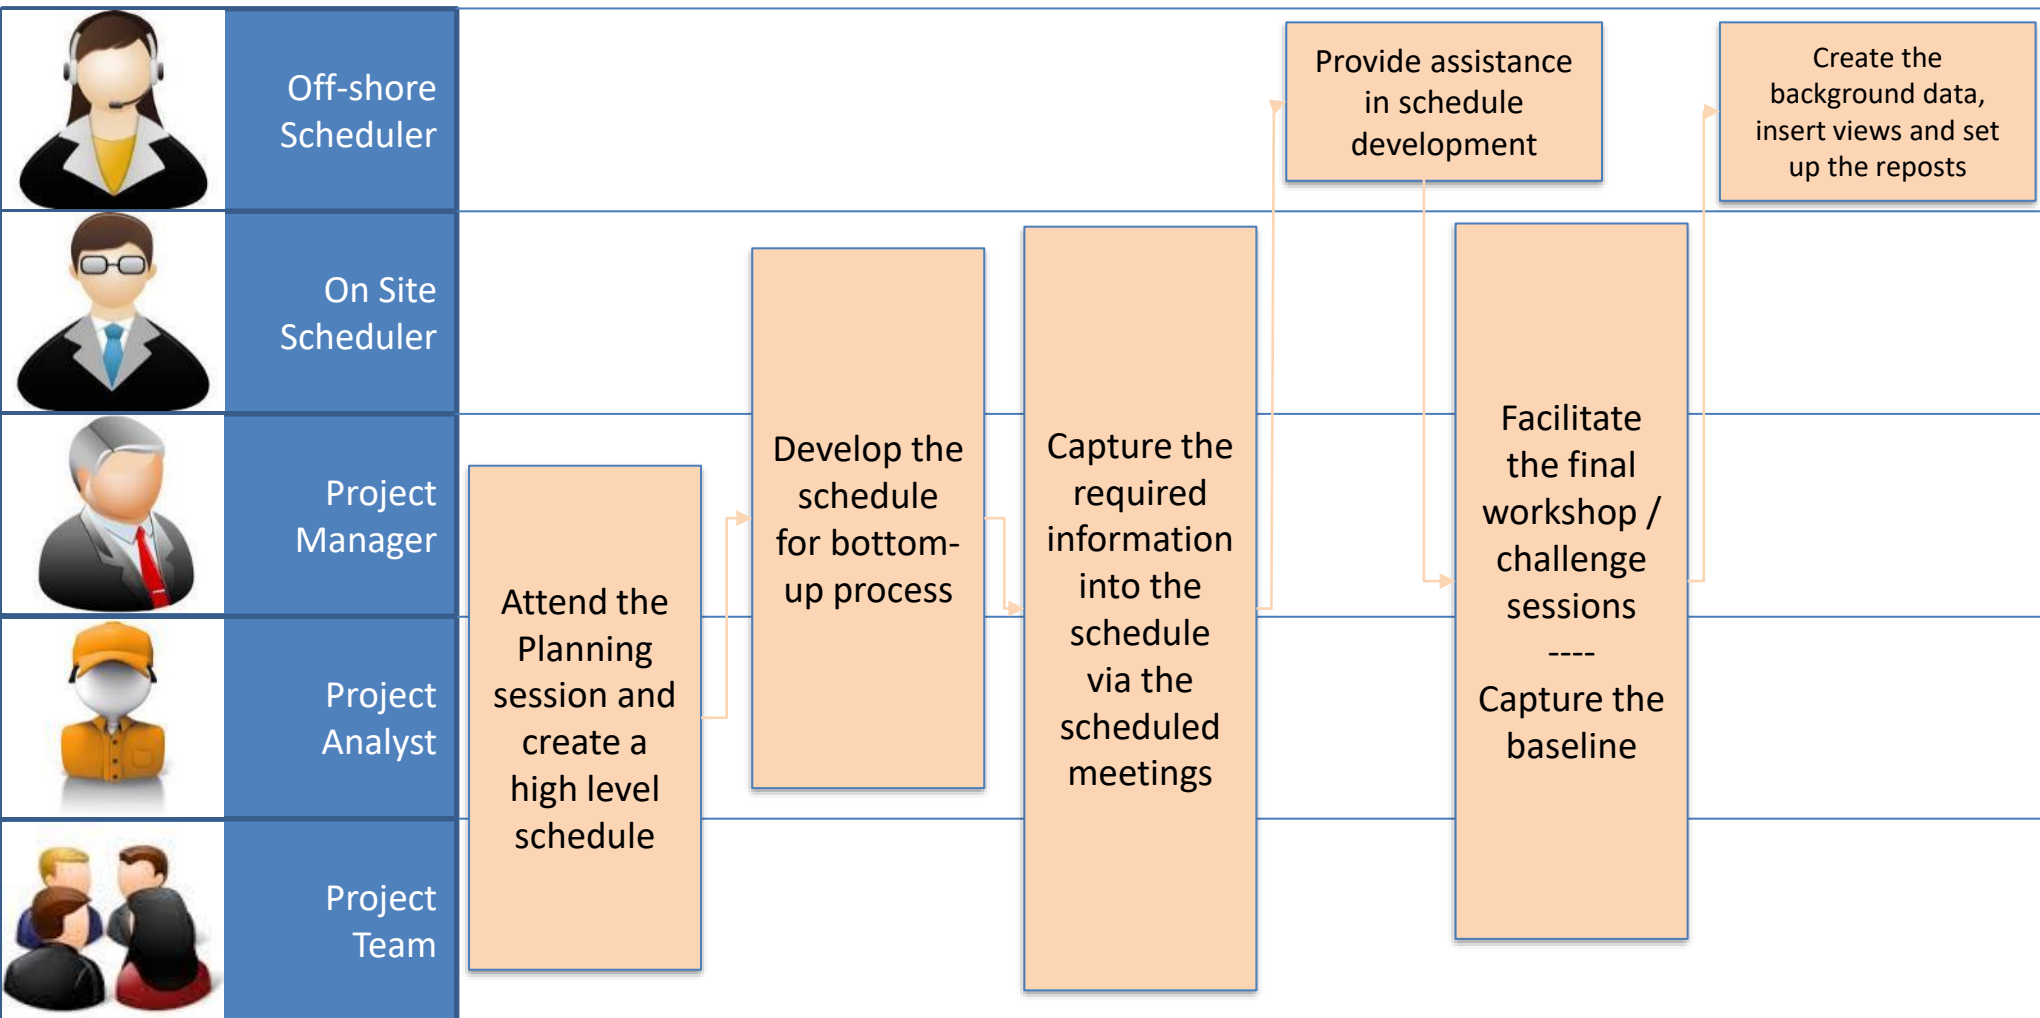 Off-shore
Scheduler
On Site
Scheduler
Project
Manager
Project
Analyst
Project
Team
Attend the
Planning
session and
create a
high level
schedule
Develop the
schedule
for bottom-
up process
Capture the
required
information
into the
schedule
via the
scheduled
meetings
Provide assistance
in schedule
development
Facilitate
the final
workshop /
challenge
sessions
----
Capture the
baseline
Create the
background data,
insert views and set
up the reposts